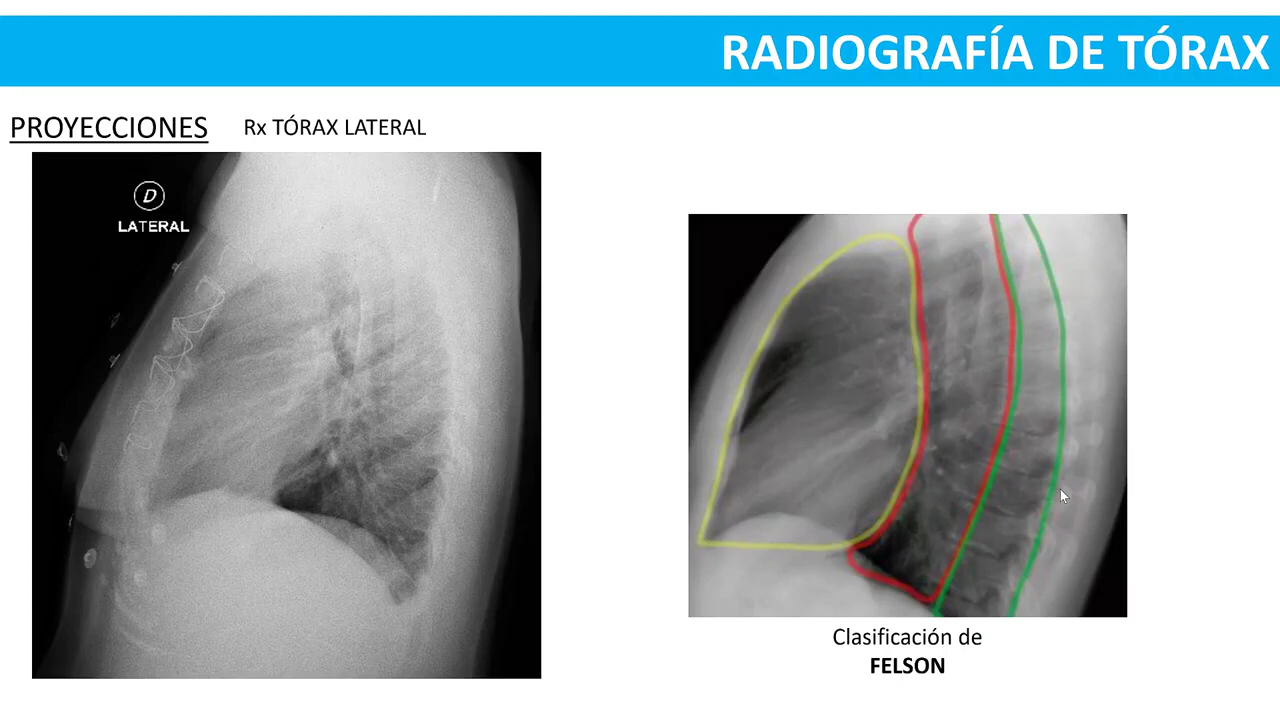 RADIOGRAFÍA DE TÓRAX
PROYECCIONES Rx TÓRAX LATERAL
D
LATERAL
Clasificación de
FELSON